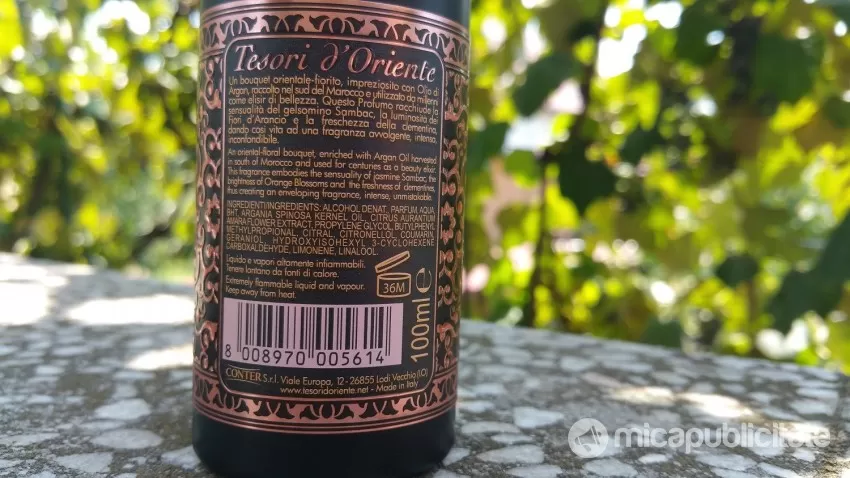 Tesori d'Oriente
Un bouquet orientale-fiorito, impreziosito con Olio di
Argan, raccolto nel sud del Marocco e utilizzato da millenni
come elisir di bellezza. Questo Profumo racchiude la
sensualità del gelsomino Sambac, la luminosità dei
Fiori d'Arancio e la freschezza della clementina,
dando così vita ad una fragranza avvolgente, intensa,
inconfondibile.
An oriental-floral bouquet, enriched with Argan Oil harvested
in south of Morocco and used for centuries as a beauty elixir.
This fragrance embodies the sensuality of jasmine Sambac, the
brightness of Orange Blossoms and the freshness of clementines,
thus creating an enveloping fragrance, intense, unmistakable.
INGREDIENTI/INGREDIENTS: ALCOHOL DENAT., PARFUM, AQUA,
BHT, ARGANIA SPINOSA KERNEL OIL, CITRUS AURANTIUM
AMARA FLOWER EXTRACT, PROPYLENE GLYCOL, BUTYLPHENYL
METHYLPROPIONAL, CITRAL, CITRONELLOL, COUMARIN,
GERANIOL, HYDROXYISOHEXYL 3-CYCLOHEXENE
CARBOXALDEHYDE, LIMONENE, LINALOOL.
Liquido e vapori altamente infiammabili.
Tenere lontano da fonti di calore.
Extremely flammable liquid and vapour.
Keep away from heat.
36M
100ml e
8 008970 005614
CONTER S.r.l. Viale Europa, 12 - 26855 Lodi Vecchio (LO)
www.tesoridoriente.net - Made in Italy
micapublicitate